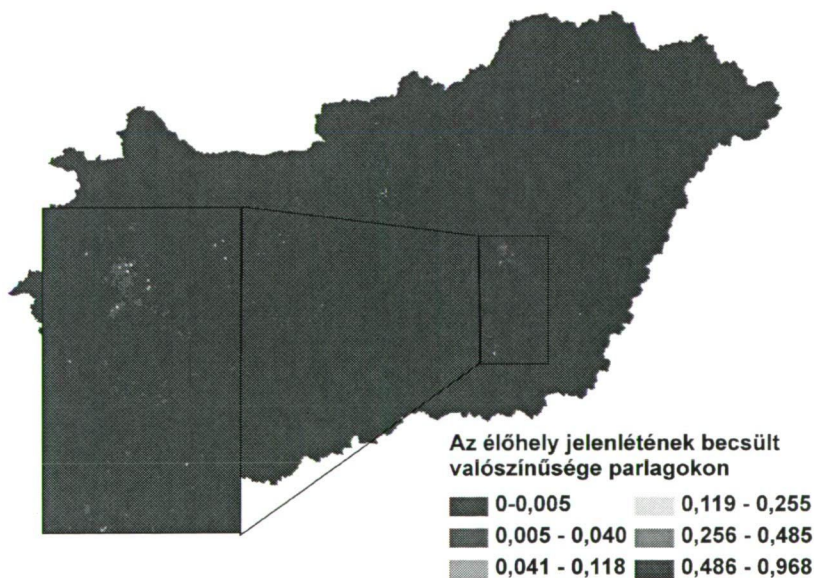 Az élőhely jelenlétének becsült
valószínűsége parlagokon
0-0,005
0,005 - 0,040
0,041 - 0,118
0,119 - 0,255
0,256 - 0,485
0,486 - 0,968